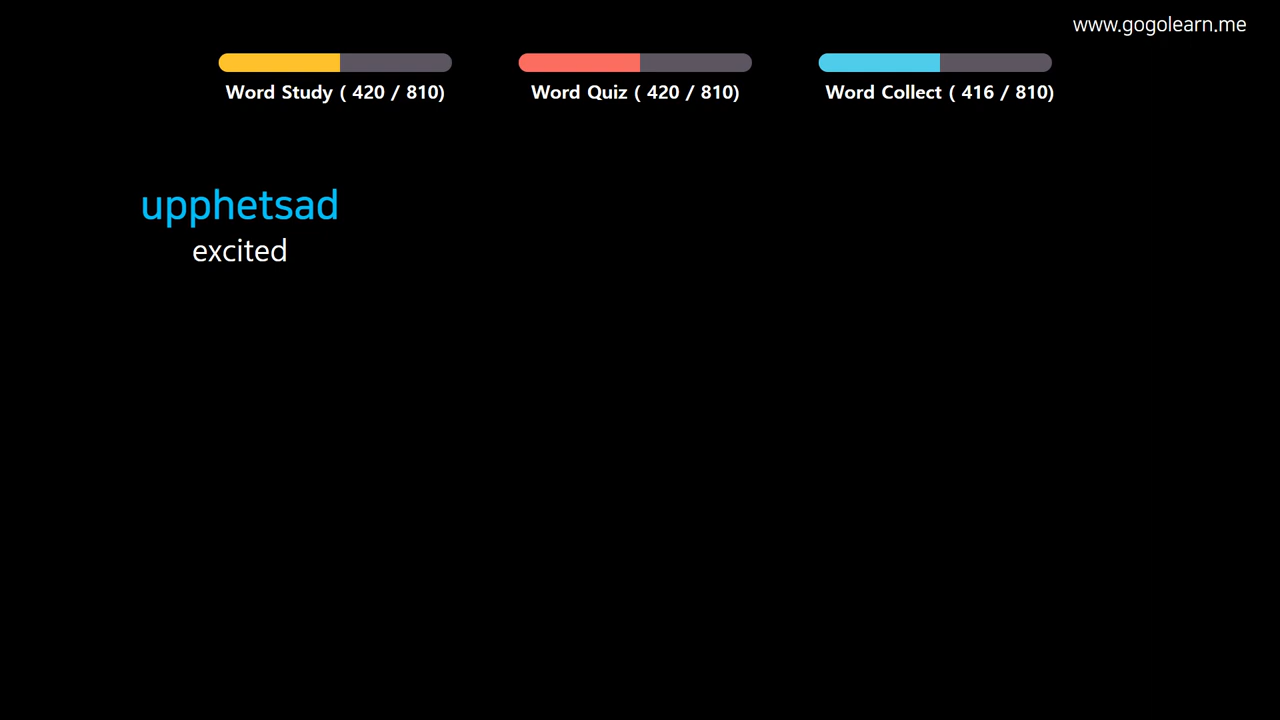 www.gogolearn.me
Word Study ( 420 / 810)
Word Quiz ( 420 / 810)
Word Collect ( 416 / 810)
upphetsad
excited